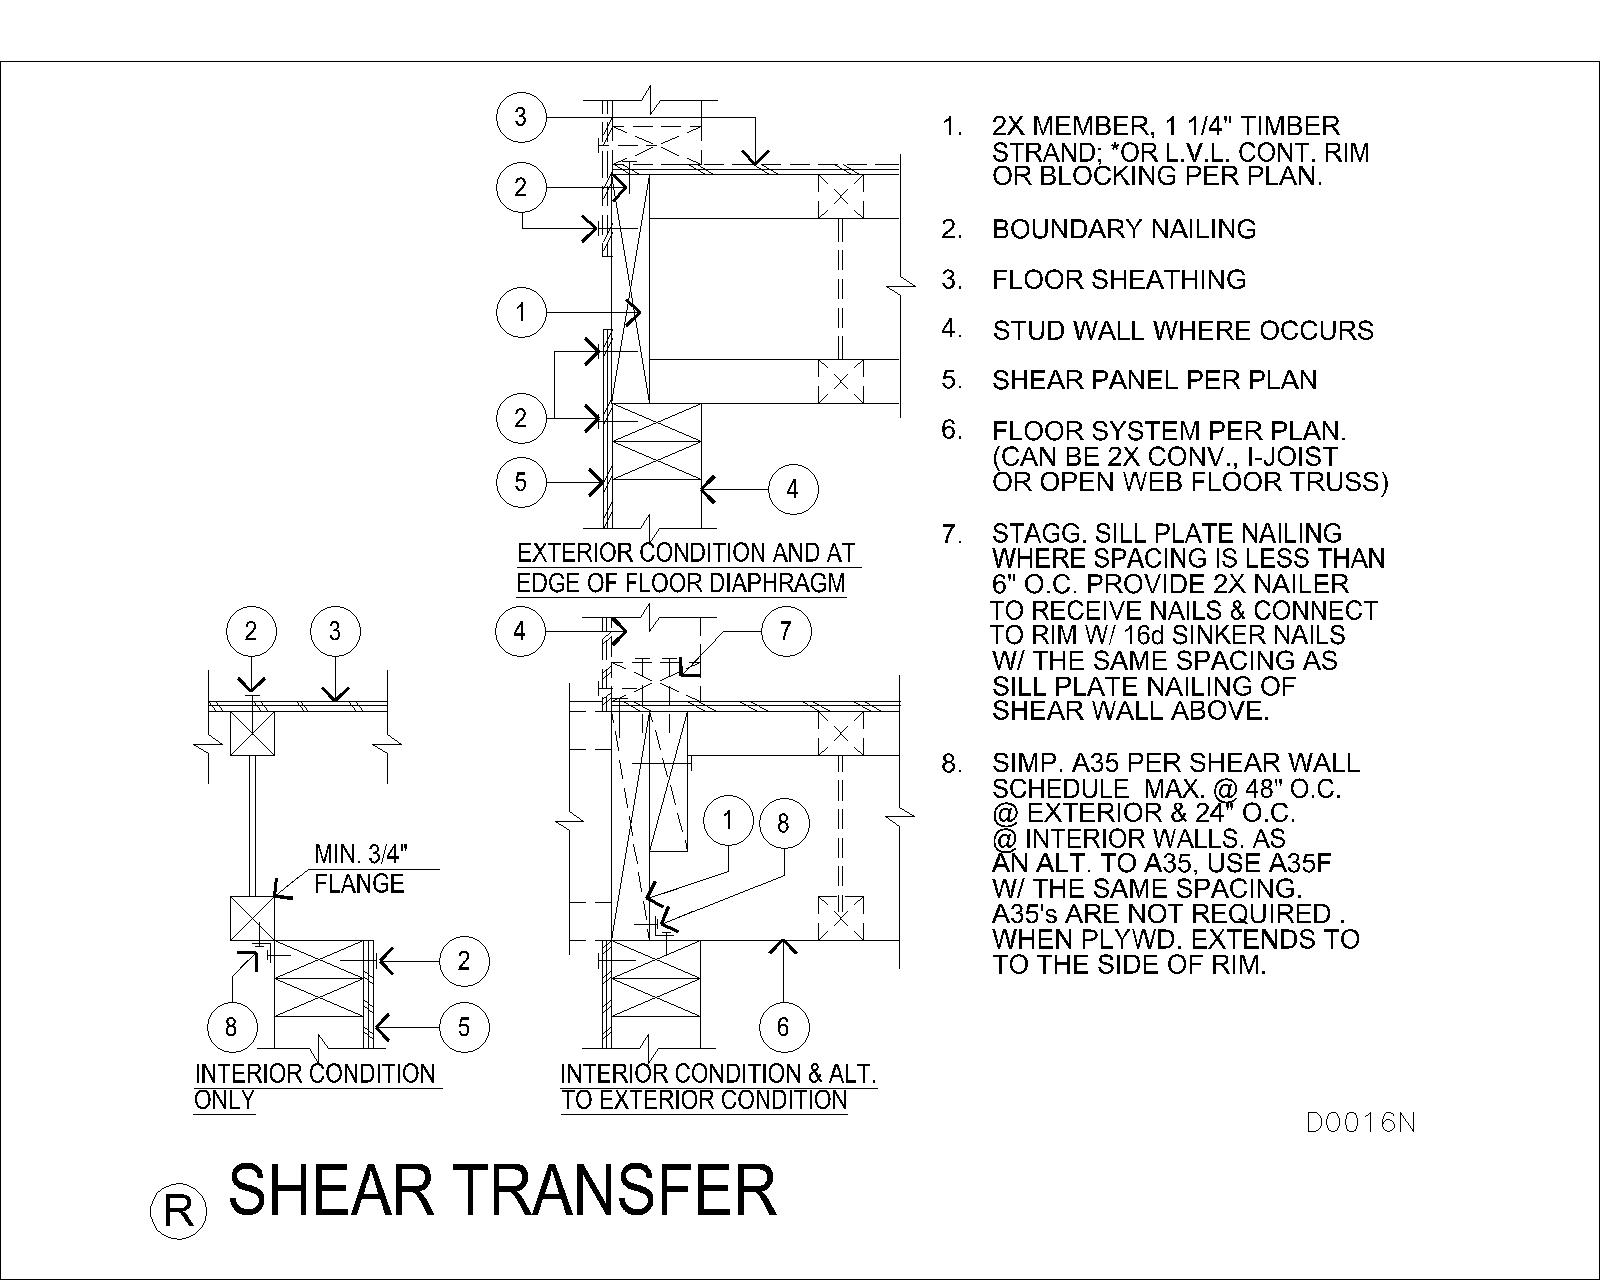 3
2
1
2
5
4
EXTERIOR CONDITION AND AT
EDGE OF FLOOR DIAPHRAGM
2
3
MIN. 3/4"
FLANGE
2
8
5
INTERIOR CONDITION
ONLY
4
7
1
8
6
INTERIOR CONDITION & ALT.
TO EXTERIOR CONDITION
1. 2X MEMBER, 1 1/4" TIMBER
STRAND; *OR L.V.L. CONT. RIM
OR BLOCKING PER PLAN.
2. BOUNDARY NAILING
3. FLOOR SHEATHING
4. STUD WALL WHERE OCCURS
5. SHEAR PANEL PER PLAN
6. FLOOR SYSTEM PER PLAN.
(CAN BE 2X CONV., I-JOIST
OR OPEN WEB FLOOR TRUSS)
7. STAGG. SILL PLATE NAILING
WHERE SPACING IS LESS THAN
6" O.C. PROVIDE 2X NAILER
TO RECEIVE NAILS & CONNECT
TO RIM W/ 16d SINKER NAILS
W/ THE SAME SPACING AS
SILL PLATE NAILING OF
SHEAR WALL ABOVE.
8. SIMP. A35 PER SHEAR WALL
SCHEDULE MAX. @ 48" O.C.
@ EXTERIOR & 24" O.C.
@ INTERIOR WALLS. AS
AN ALT. TO A35, USE A35F
W/ THE SAME SPACING.
A35's ARE NOT REQUIRED .
WHEN PLYWD. EXTENDS TO
TO THE SIDE OF RIM.
D0016N
R SHEAR TRANSFER